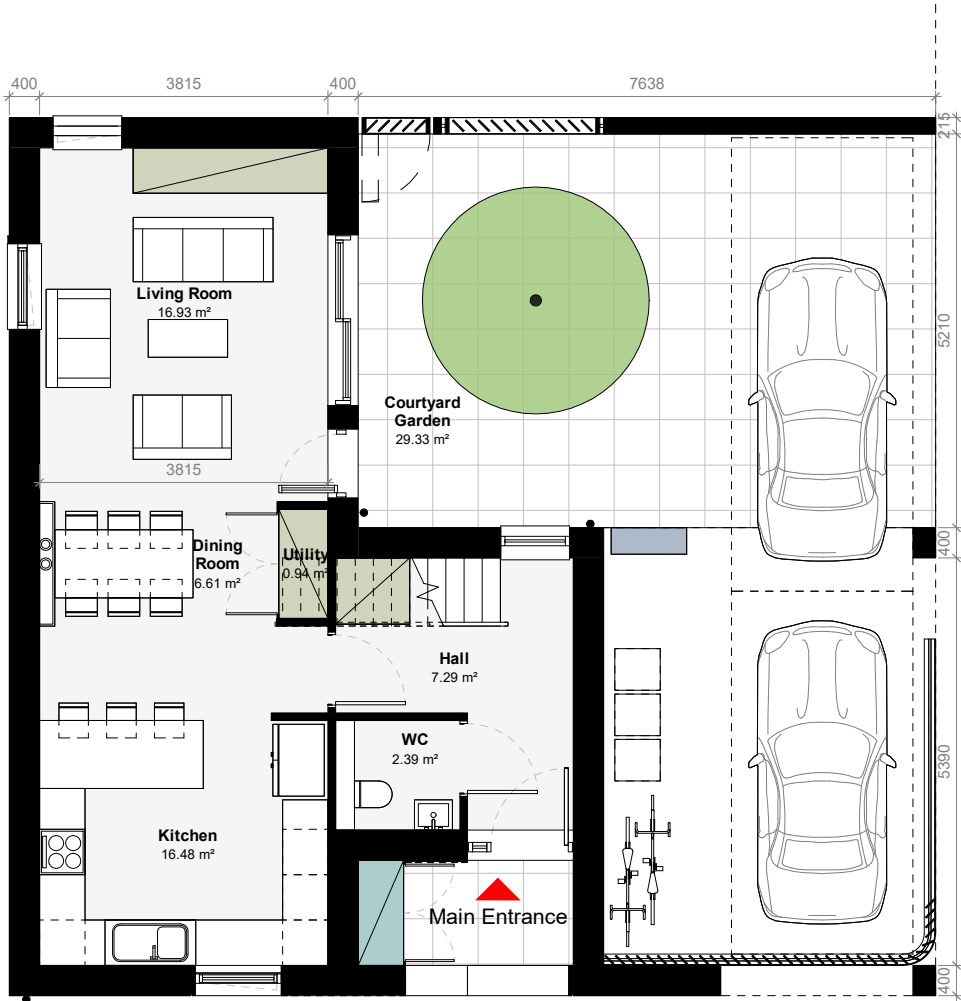 400
3815
400
7638
215
Living Room
16.93 m²
5210
Courtyard
Garden
29.33 m²
3815
Dining
Room
6.61 m²
Utility
0.94 m²
400
Hall
7.29 m²
WC
2.39 m²
5390
Kitchen
16.48 m²
Main Entrance
400